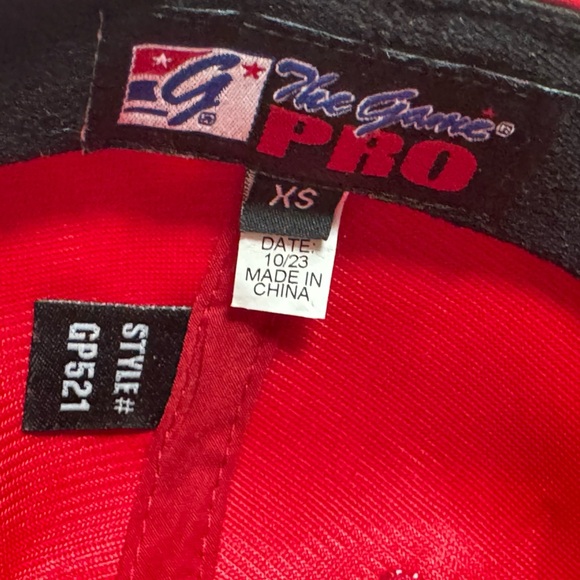 G®
The Game®
PRO
XS
DATE:
10/23
MADE IN
CHINA
STYLE#
GP521